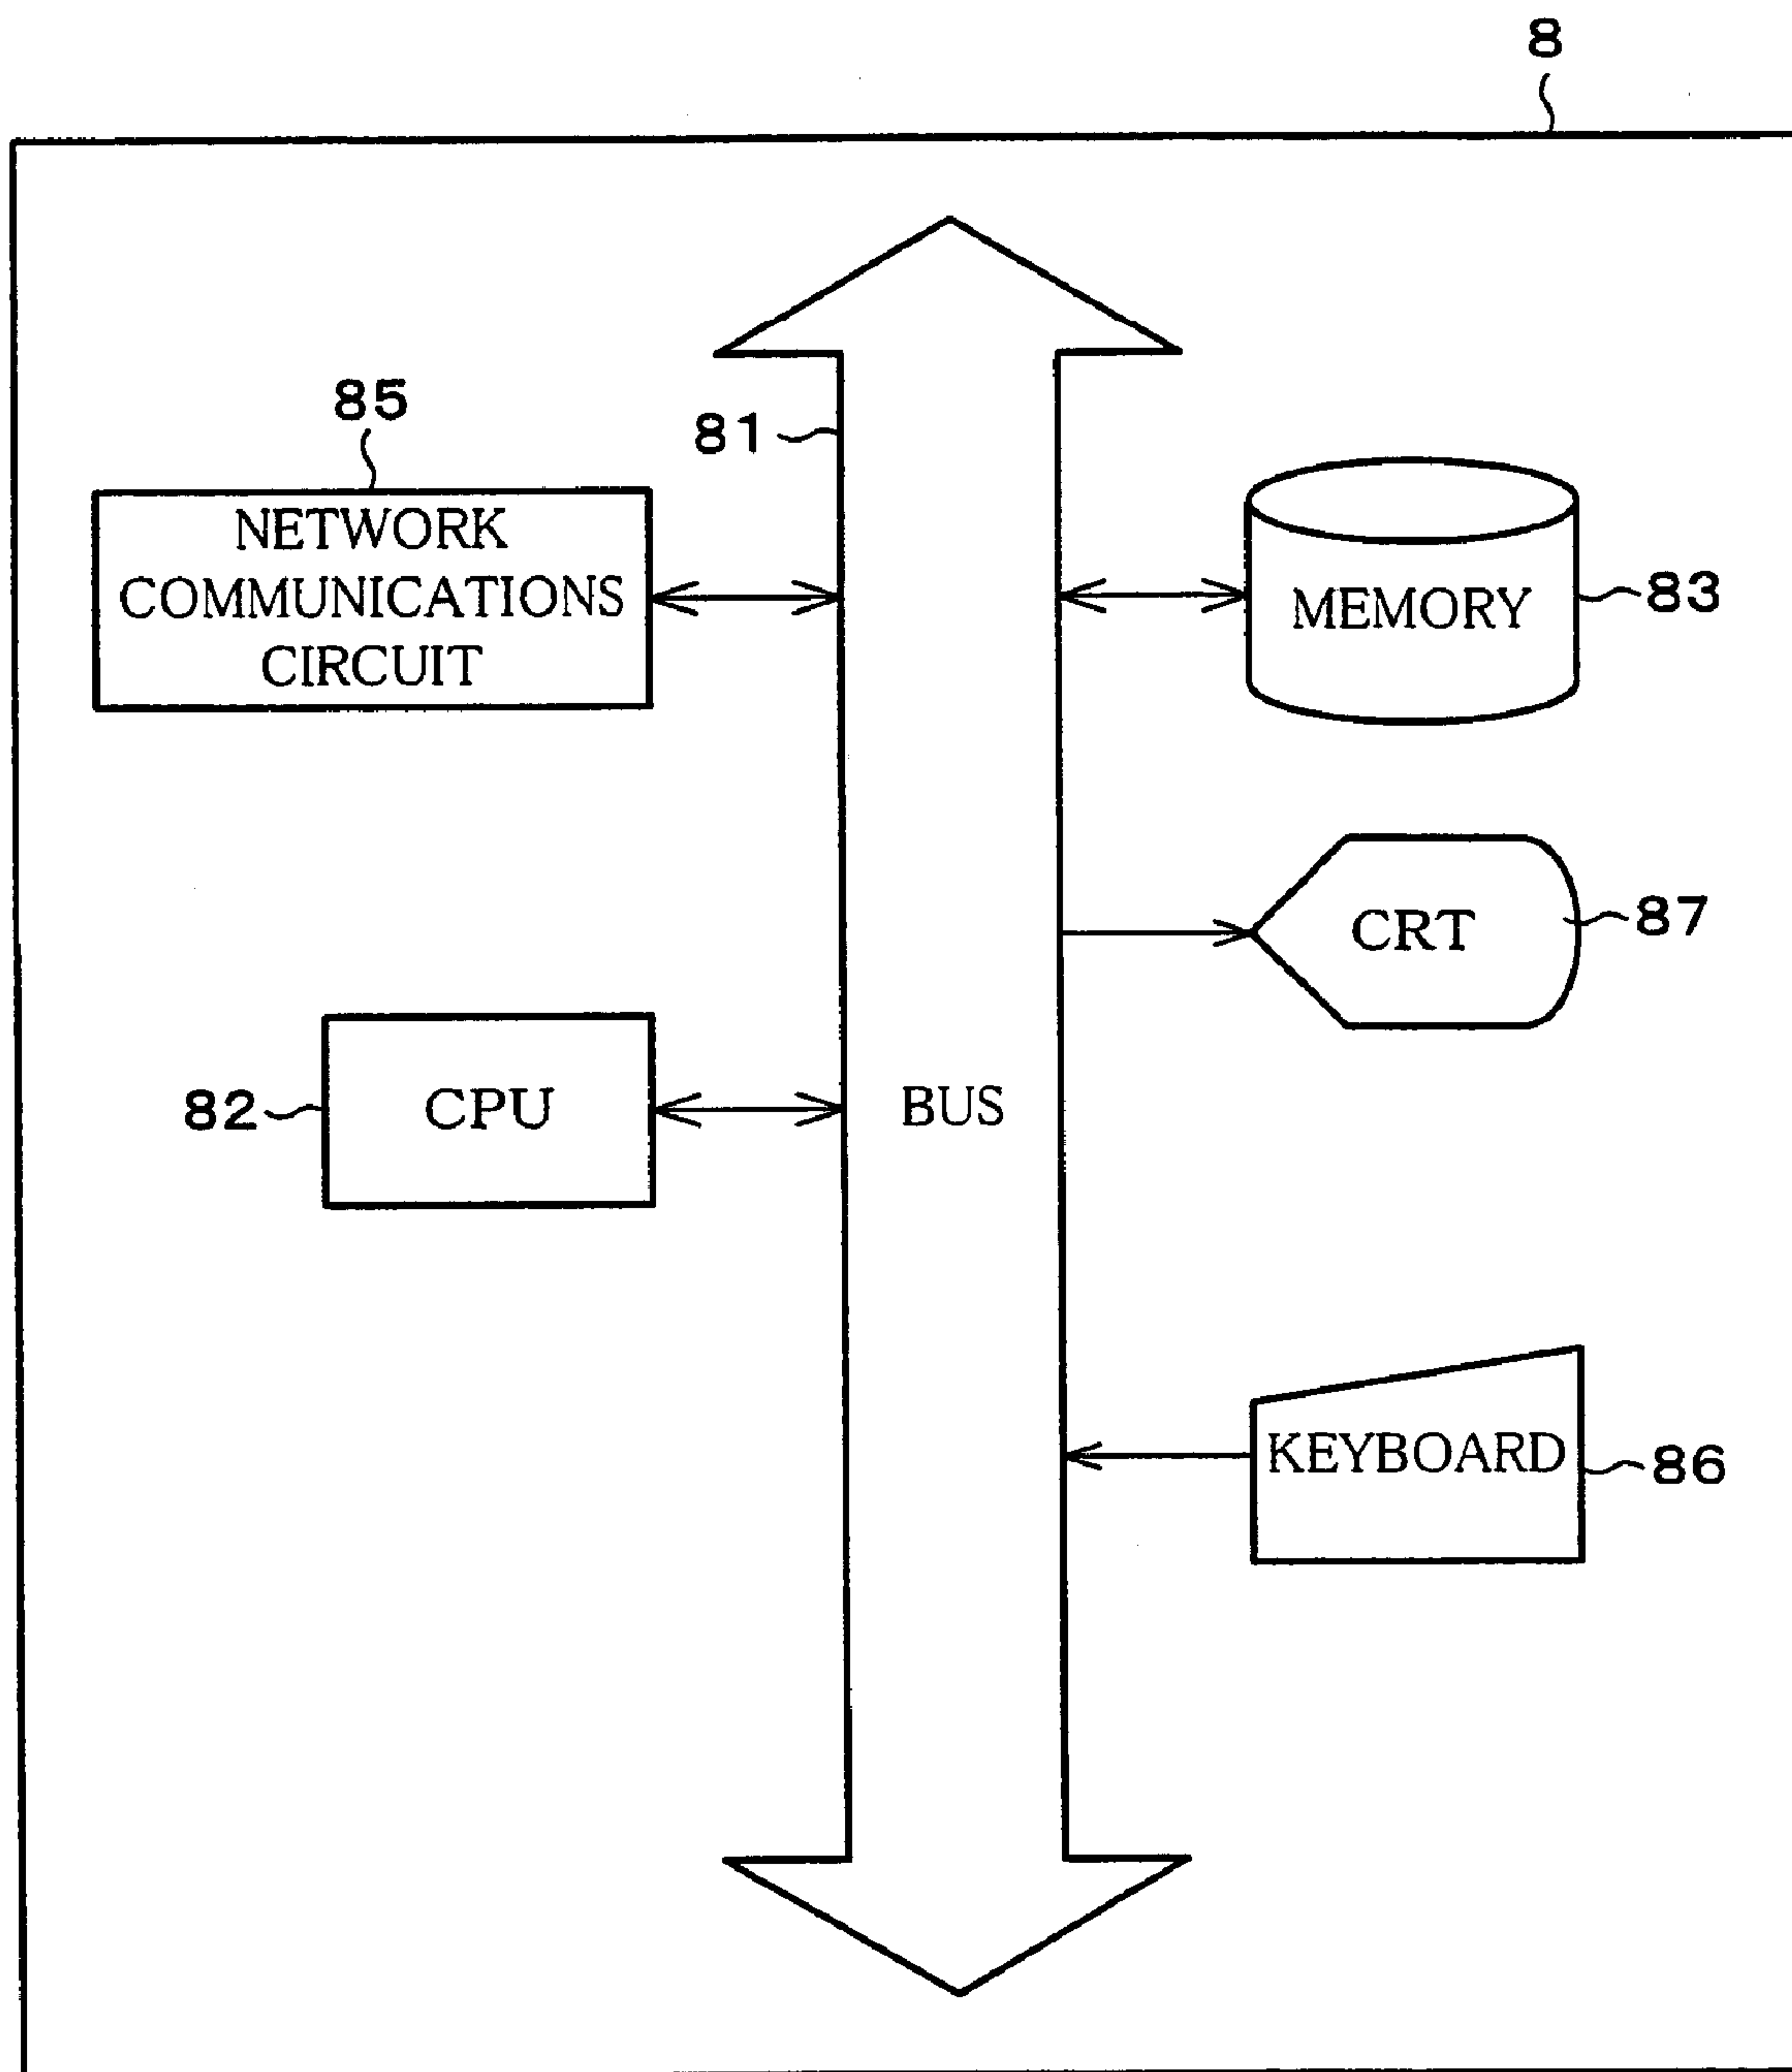 8
85
81
NETWORK
COMMUNICATIONS
CIRCUIT
MEMORY
83
CRT
87
82
CPU
BUS
KEYBOARD
86